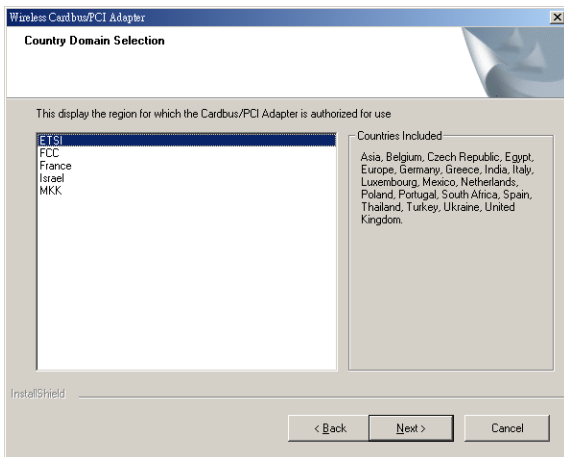 Wireless Cardbus/PCI Adapter
Country Domain Selection
This display the region for which the Cardbus/PCI Adapter is authorized for use
ETSI
FCC
France
Israel
MKK
Countries Included
Asia, Belgium, Czech Republic, Egypt,
Europe, Germany, Greece, India, Italy,
Luxembourg, Mexico, Netherlands,
Poland, Portugal, South Africa, Spain,
Thailand, Turkey, Ukraine, United
Kingdom.
InstallShield
< Back
Next >
Cancel